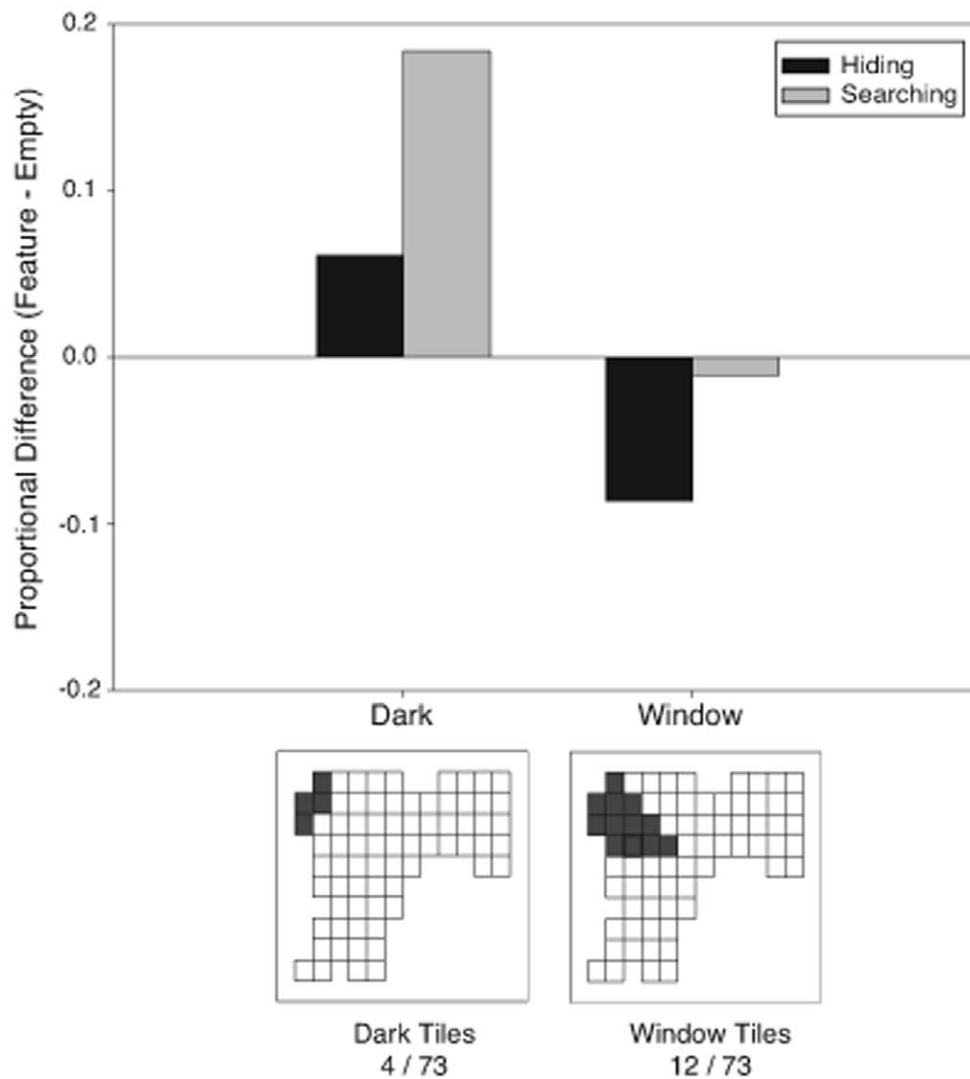 Proportional Difference (Feature - Empty)
0.2
0.1
0.0
-0.1
-0.2
Hiding
Searching
Dark
Window
Dark Tiles
4 / 73
Window Tiles
12 / 73